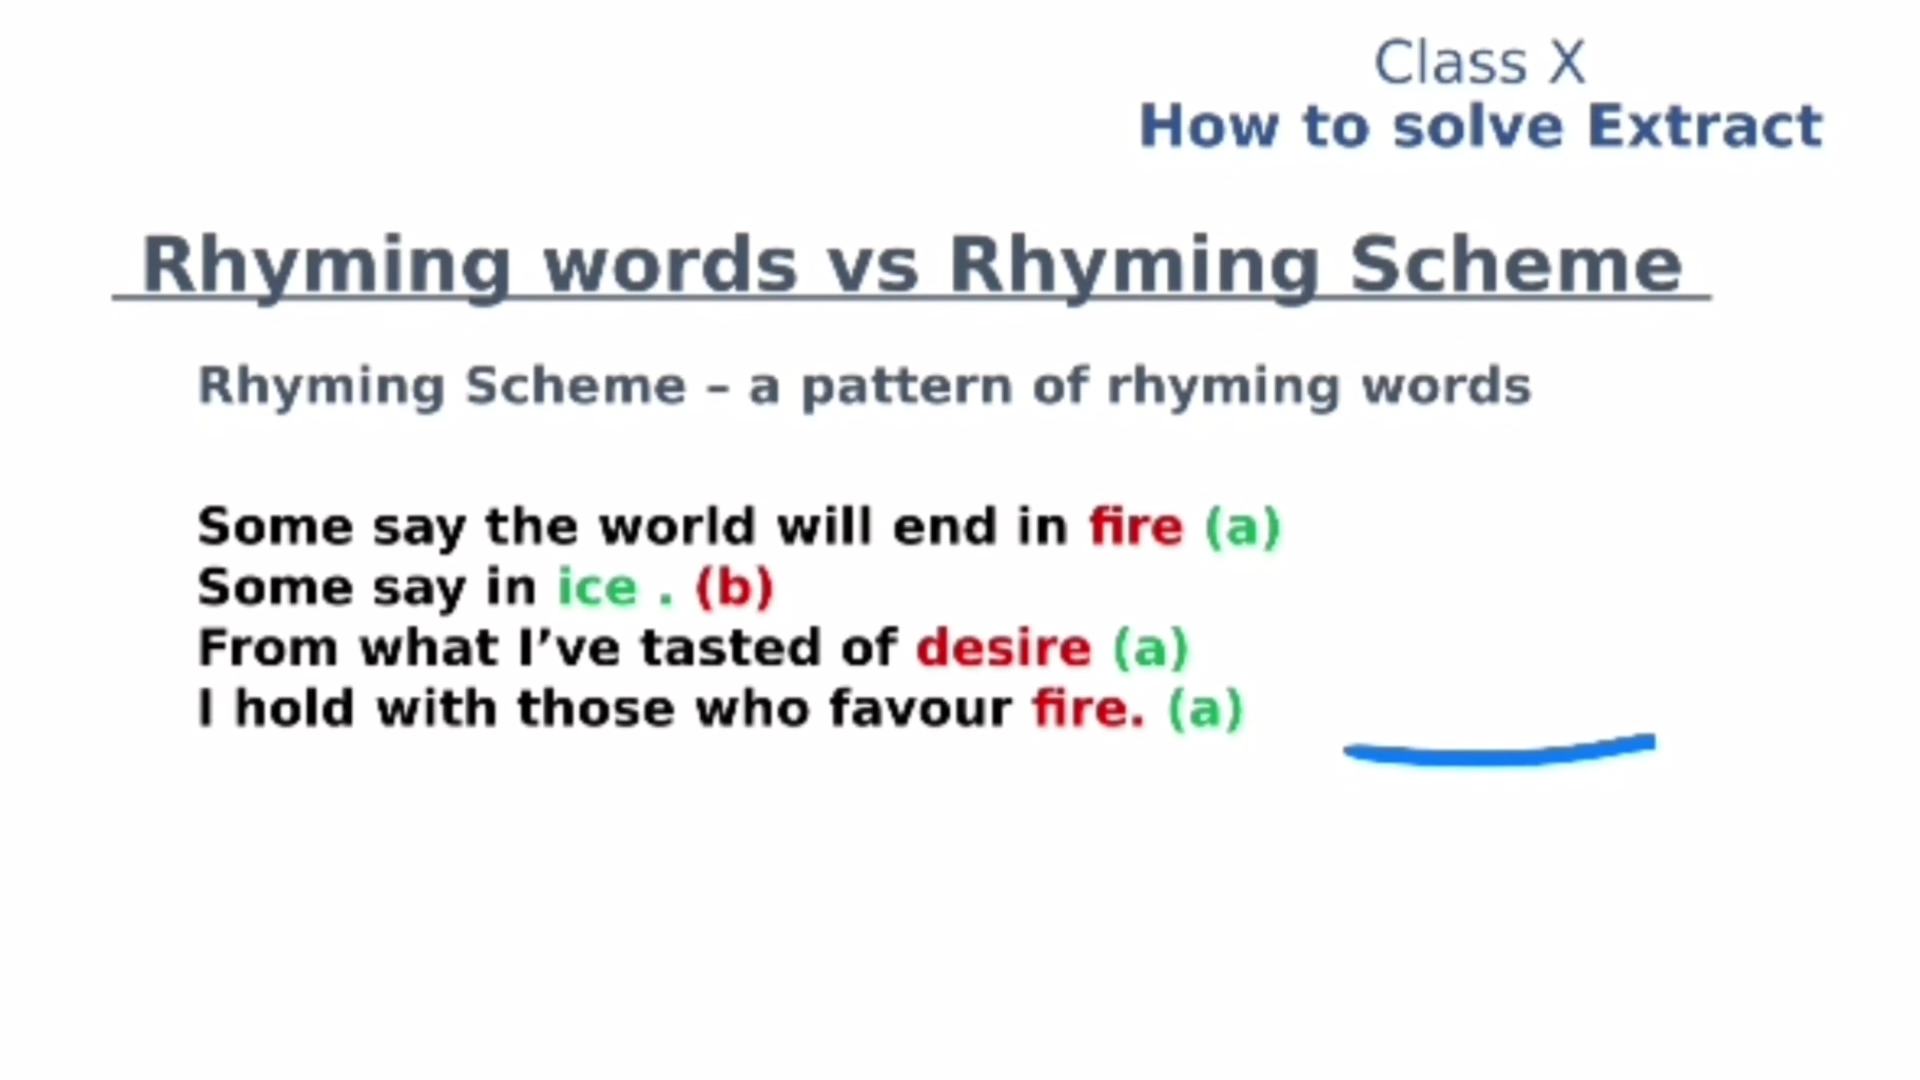 Class X
How to solve Extract
Rhyming words vs Rhyming Scheme
Rhyming Scheme – a pattern of rhyming words
Some say the world will end in fire (a)
Some say in ice . (b)
From what I’ve tasted of desire (a)
I hold with those who favour fire. (a)